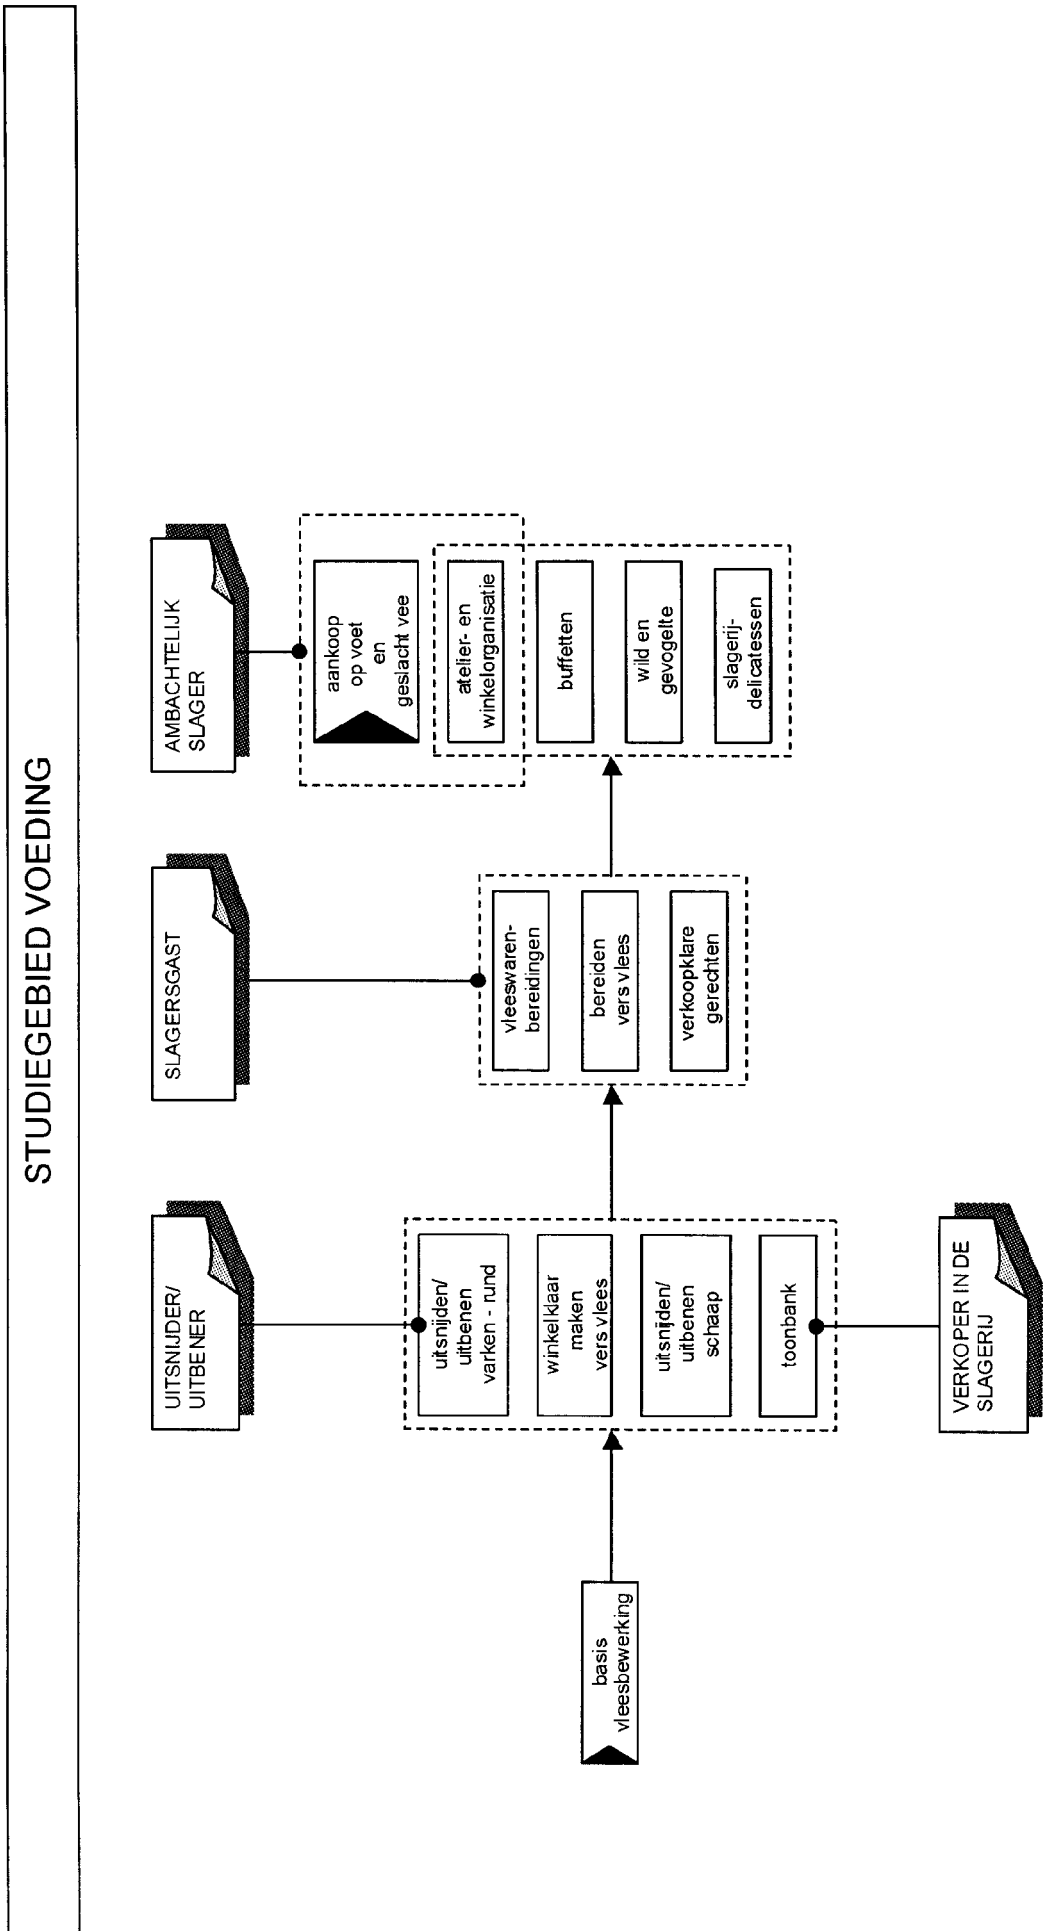 STUDIEGEBIED VOEDING
UITSNIJDER/
UITBENER
SLAGERSGAST
AMBACHTELIJK
SLAGER
basis
vleesbewerking
uitsnijden/
uitbenen
varken - rund
winkelklaar
maken
vers vlees
uitsnijden/
uitbenen
schaap
toonbank
vleeswaren-
bereidingen
bereiden
vers vlees
verkoopklare
gerechten
aankoop
op voet
en
geslacht vee
atelier- en
winkelorganisatie
buffetten
wild en
gevogelte
slagerij-
delicatessen
VERKOPER IN DE
SLAGERIJ